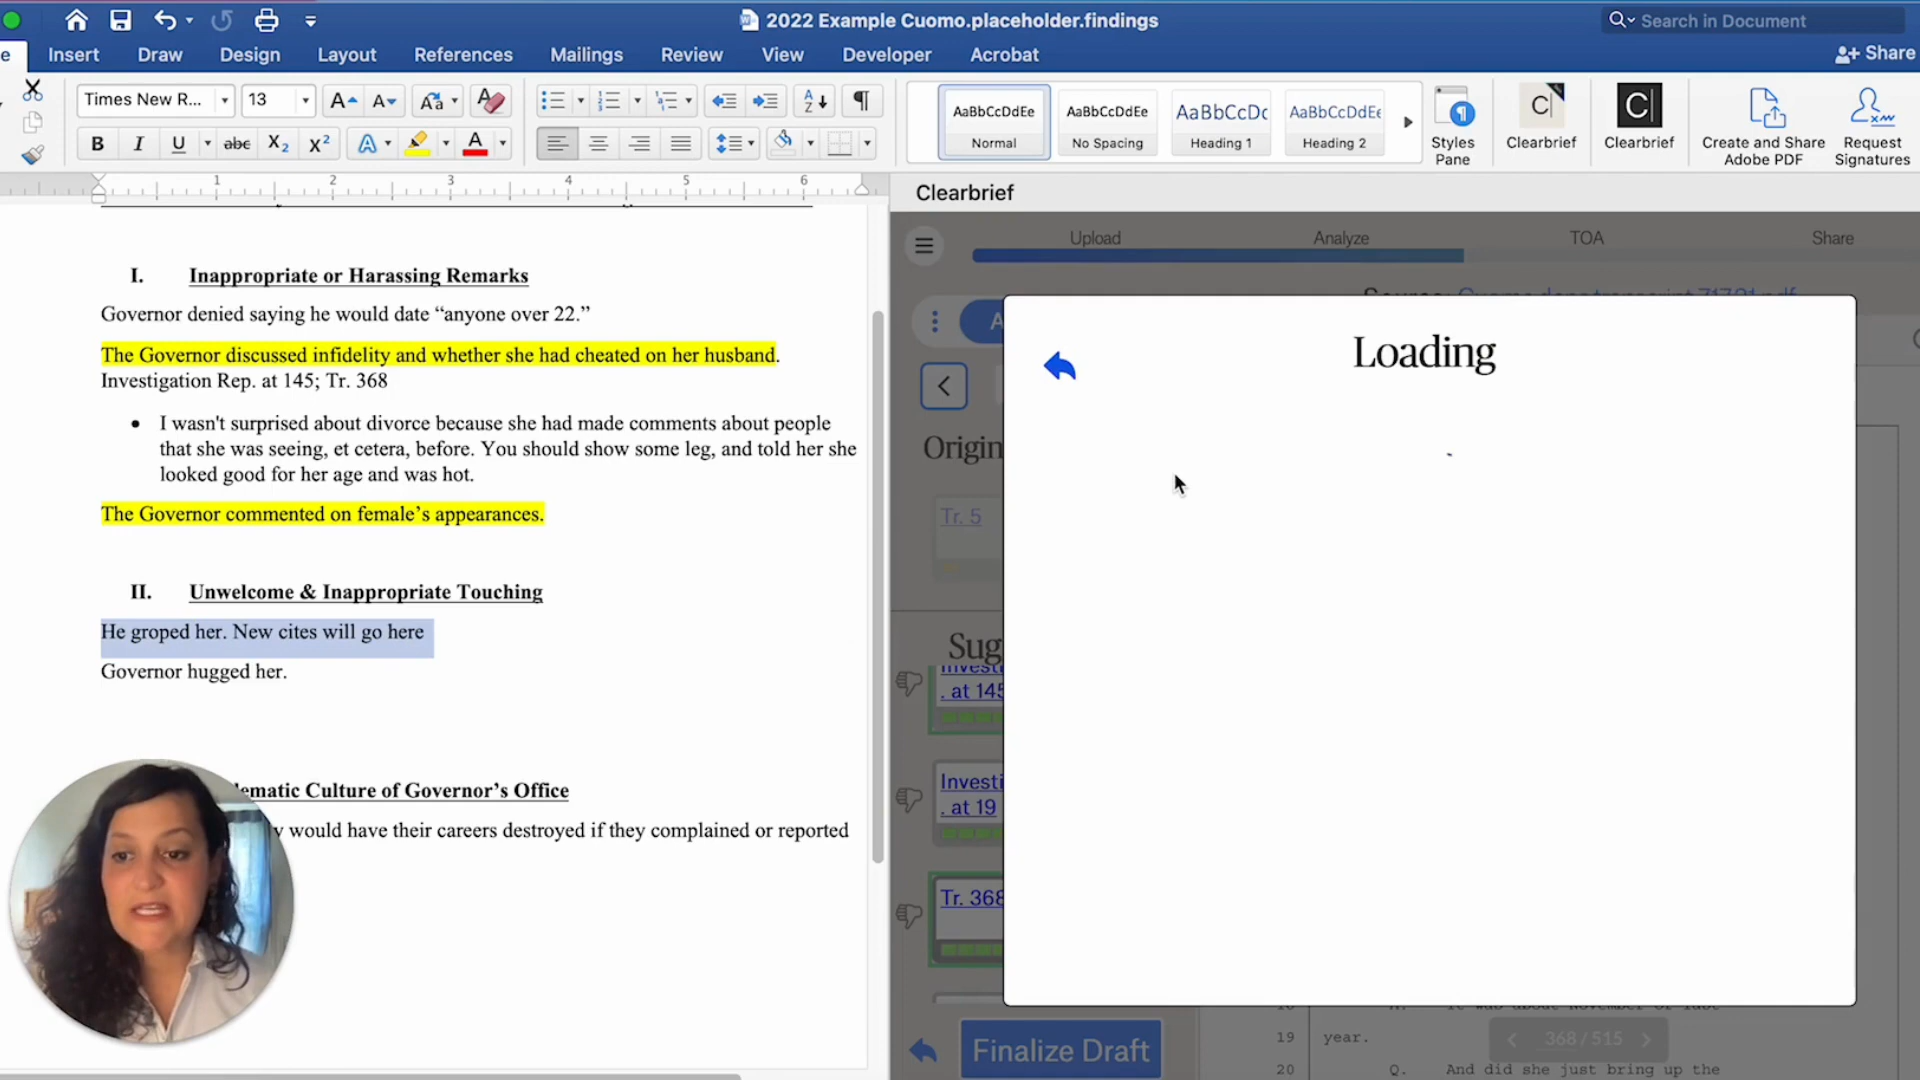 2022 Example Cuomo.placeholder.findings
Search in Document
e Insert Draw Design Layout References Mailings Review View Developer Acrobat
Share
Times New R... 13
AaBbCcDdEe
Normal
AaBbCcDdEe
No Spacing
AaBbCcDc
Heading 1
AaBbCcDdEe
Heading 2
Styles
Pane
Clearbrief
Clearbrief
Create and Share
Adobe PDF
Request
Signatures
1 2 3 4 5 6
Clearbrief
Upload Analyze TOA Share
I. Inappropriate or Harassing Remarks
Governor denied saying he would date “anyone over 22.”
The Governor discussed infidelity and whether she had cheated on her husband.
Investigation Rep. at 145; Tr. 368
• I wasn't surprised about divorce because she had made comments about people
that she was seeing, et cetera, before. You should show some leg, and told her she
looked good for her age and was hot.
The Governor commented on female’s appearances.
II. Unwelcome & Inappropriate Touching
He groped her. New cites will go here
Governor hugged her.
lematic Culture of Governor’s Office
y would have their careers destroyed if they complained or reported
Loading
Origin
Tr. 5
Sug
Investi
. at 145
Investi
. at 19
Tr. 368
Finalize Draft
19 year.
368 / 515
20 Q. And did she just bring up the